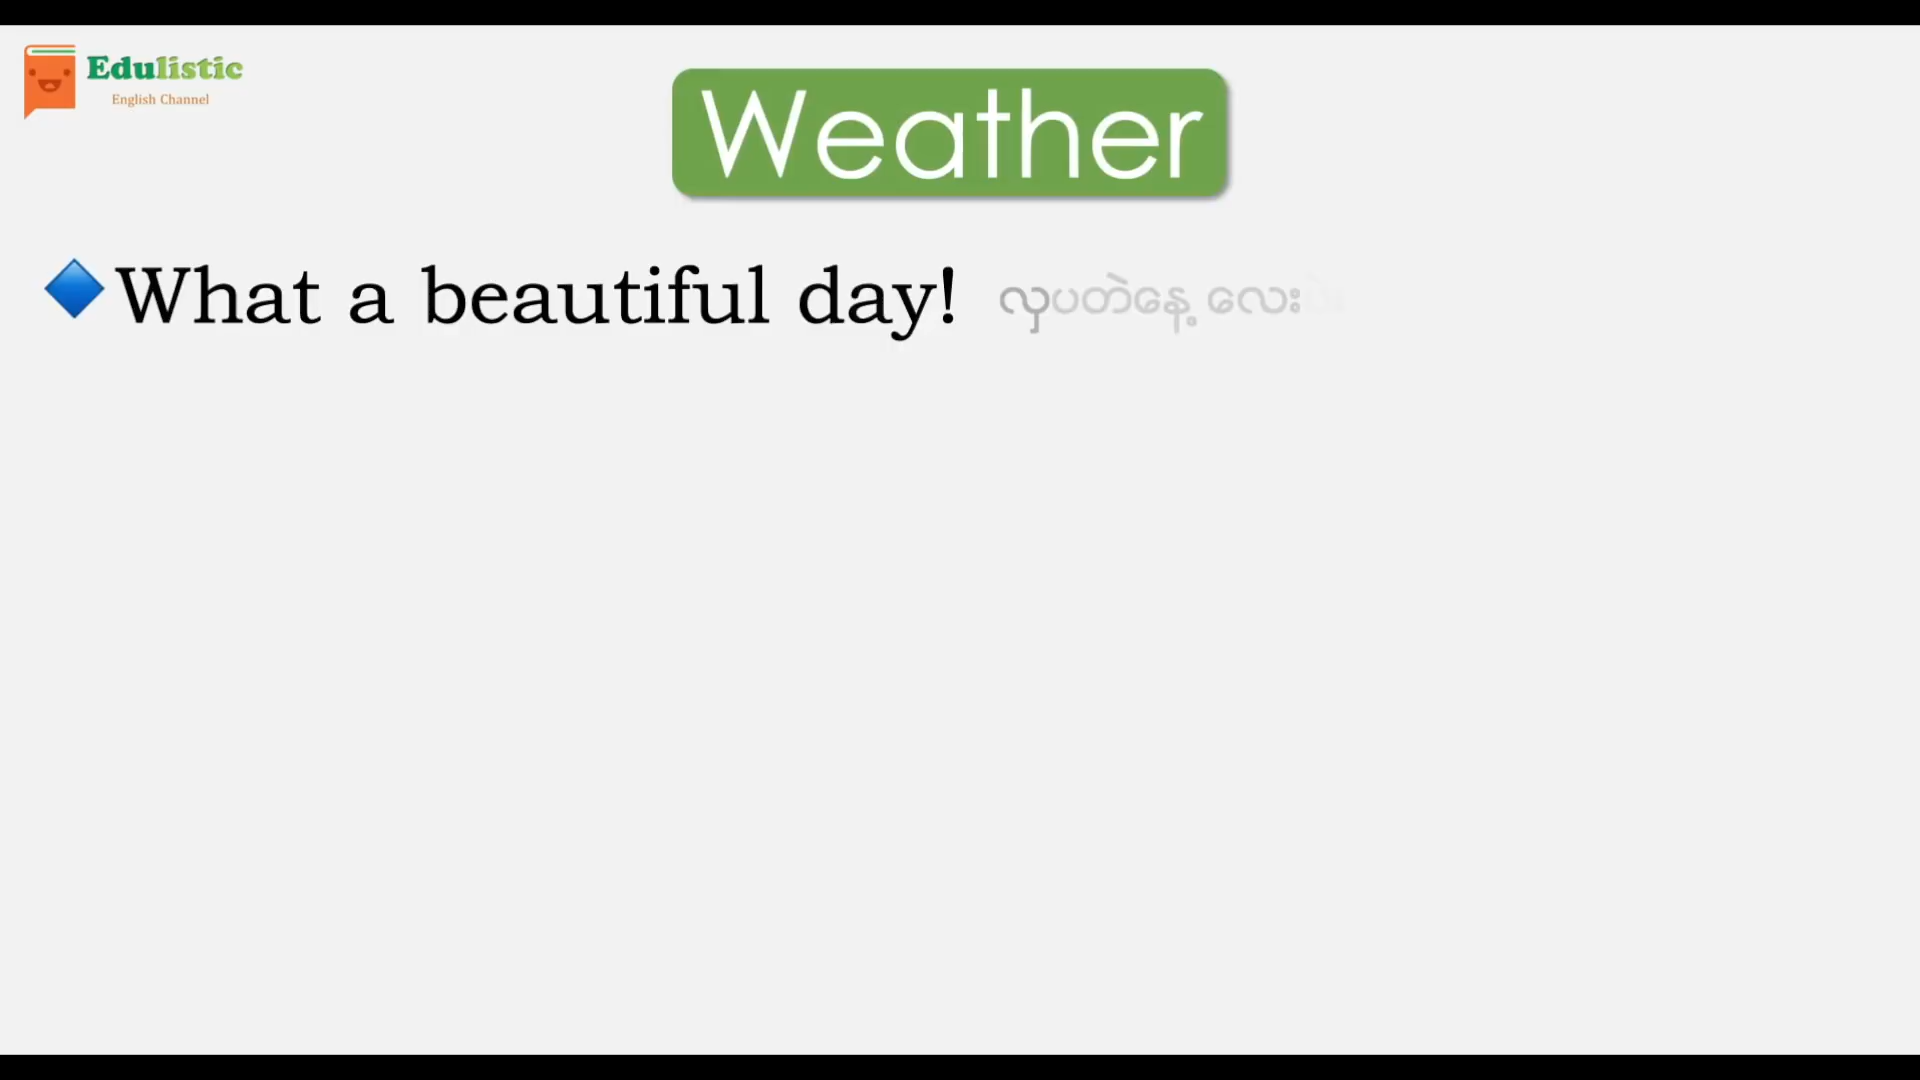 Edulistic
English Channel
Weather
What a beautiful day! လှပတဲနေ့ လေး